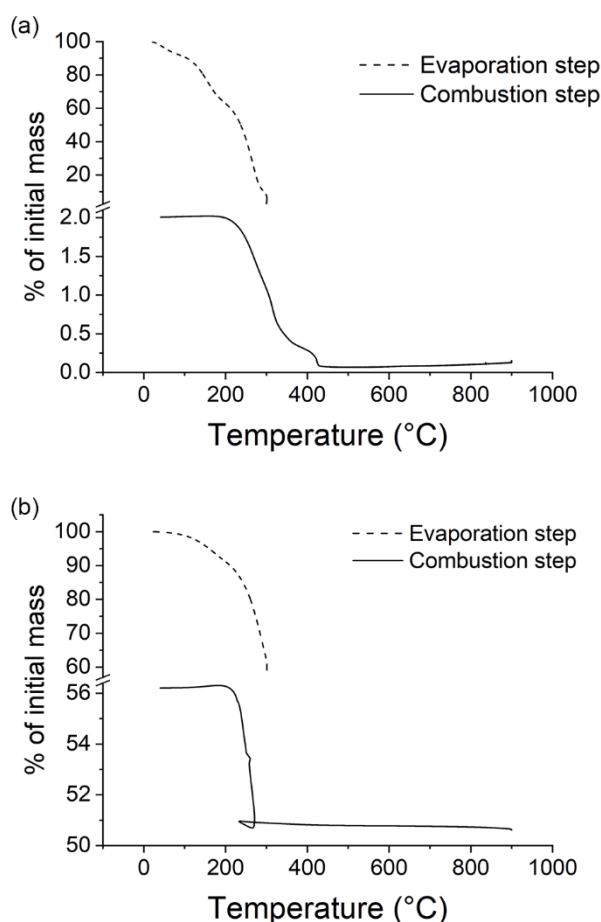 (a)
100
80
60
40
20
2.0
1.5
1.0
0.5
0.0
% of initial mass
Evaporation step
Combustion step
0 200 400 600 800 1000
Temperature (°C)
(b)
100
90
80
70
60
56
54
52
51
50
% of initial mass
Evaporation step
Combustion step
0 200 400 600 800 1000
Temperature (°C)